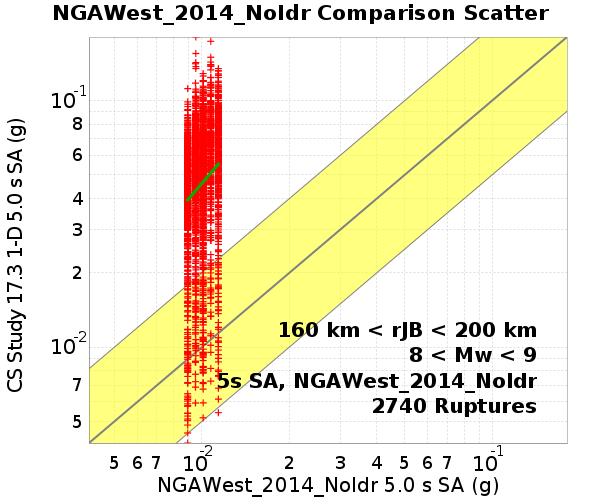 NGAWest_2014_NoIdr Comparison Scatter
CS Study 17.3 1-D 5.0 s SA (g)
10-1
8
6
4
3
2
10-2
7
5
160 km < rJB < 200 km
8 < Mw < 9
5s SA, NGAWest_2014_NoIdr
2740 Ruptures
5 6 7 10-2 2 3 4 5 6 7 10-1
NGAWest_2014_NoIdr 5.0 s SA (g)